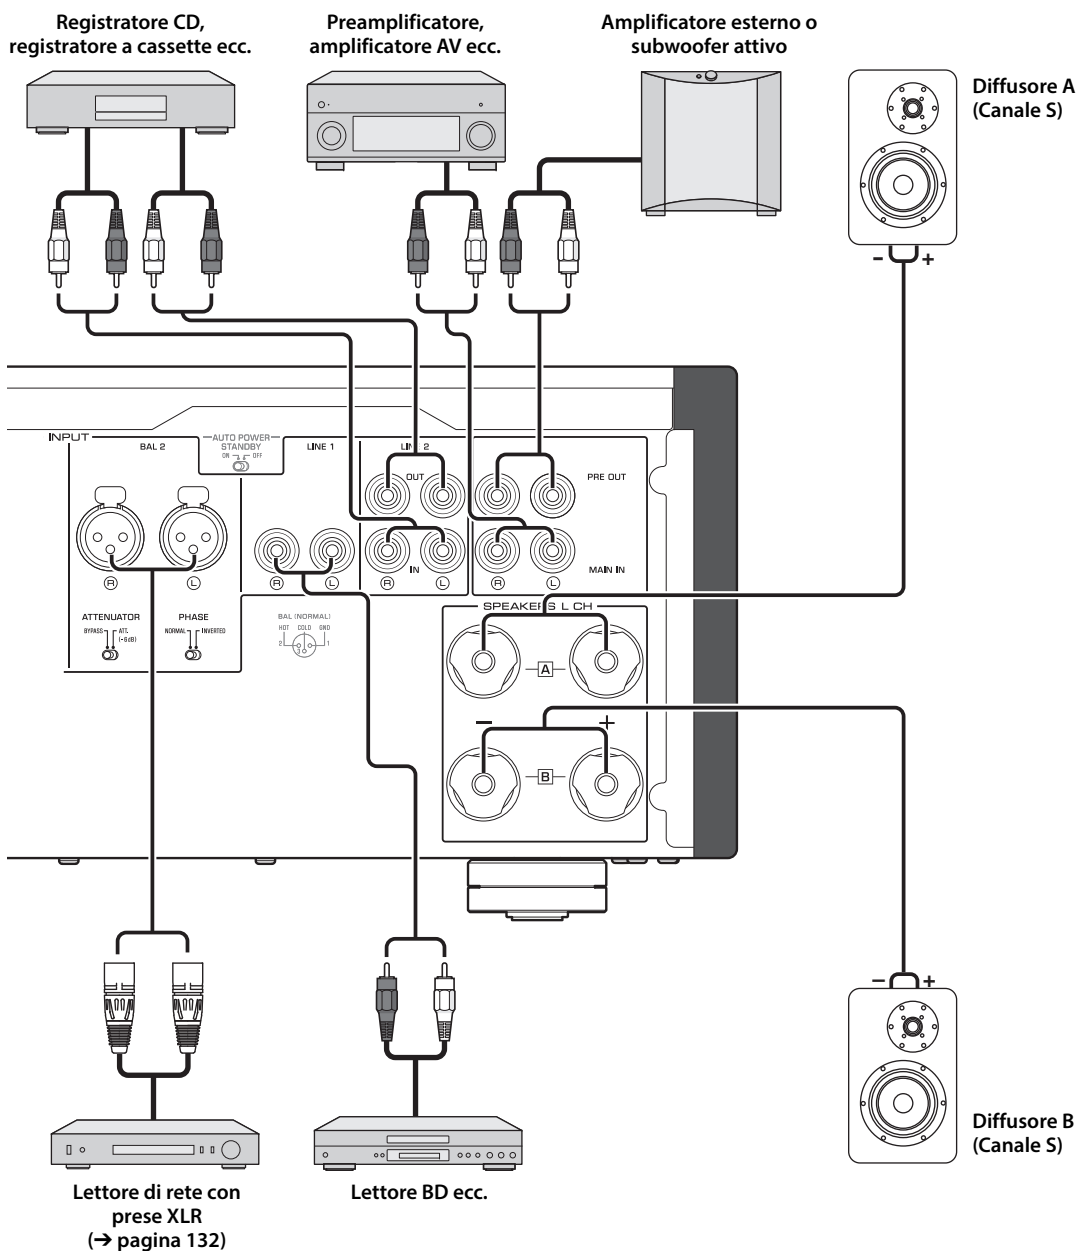 Registratore CD,
registratore a cassette ecc.
Preamplificatore,
amplificatore AV ecc.
Amplificatore esterno o
subwoofer attivo
Diffusore A
(Canale S)
− +
INPUT
BAL 2
AUTO POWER
STANDBY
ON OFF
LINE 1
LINE 2
OUT
PRE OUT
IN
MAIN IN
R L R L R L R L
ATTENUATOR
BYPASS ATT.
(-6dB)
PHASE
NORMAL INVERTED
BAL (NORMAL)
HOT COLD GND
2 3 1
SPEAKERS L CH
A
− +
B
− +
Diffusore B
(Canale S)
Lettore di rete con
prese XLR
(➔ pagina 132)
Lettore BD ecc.